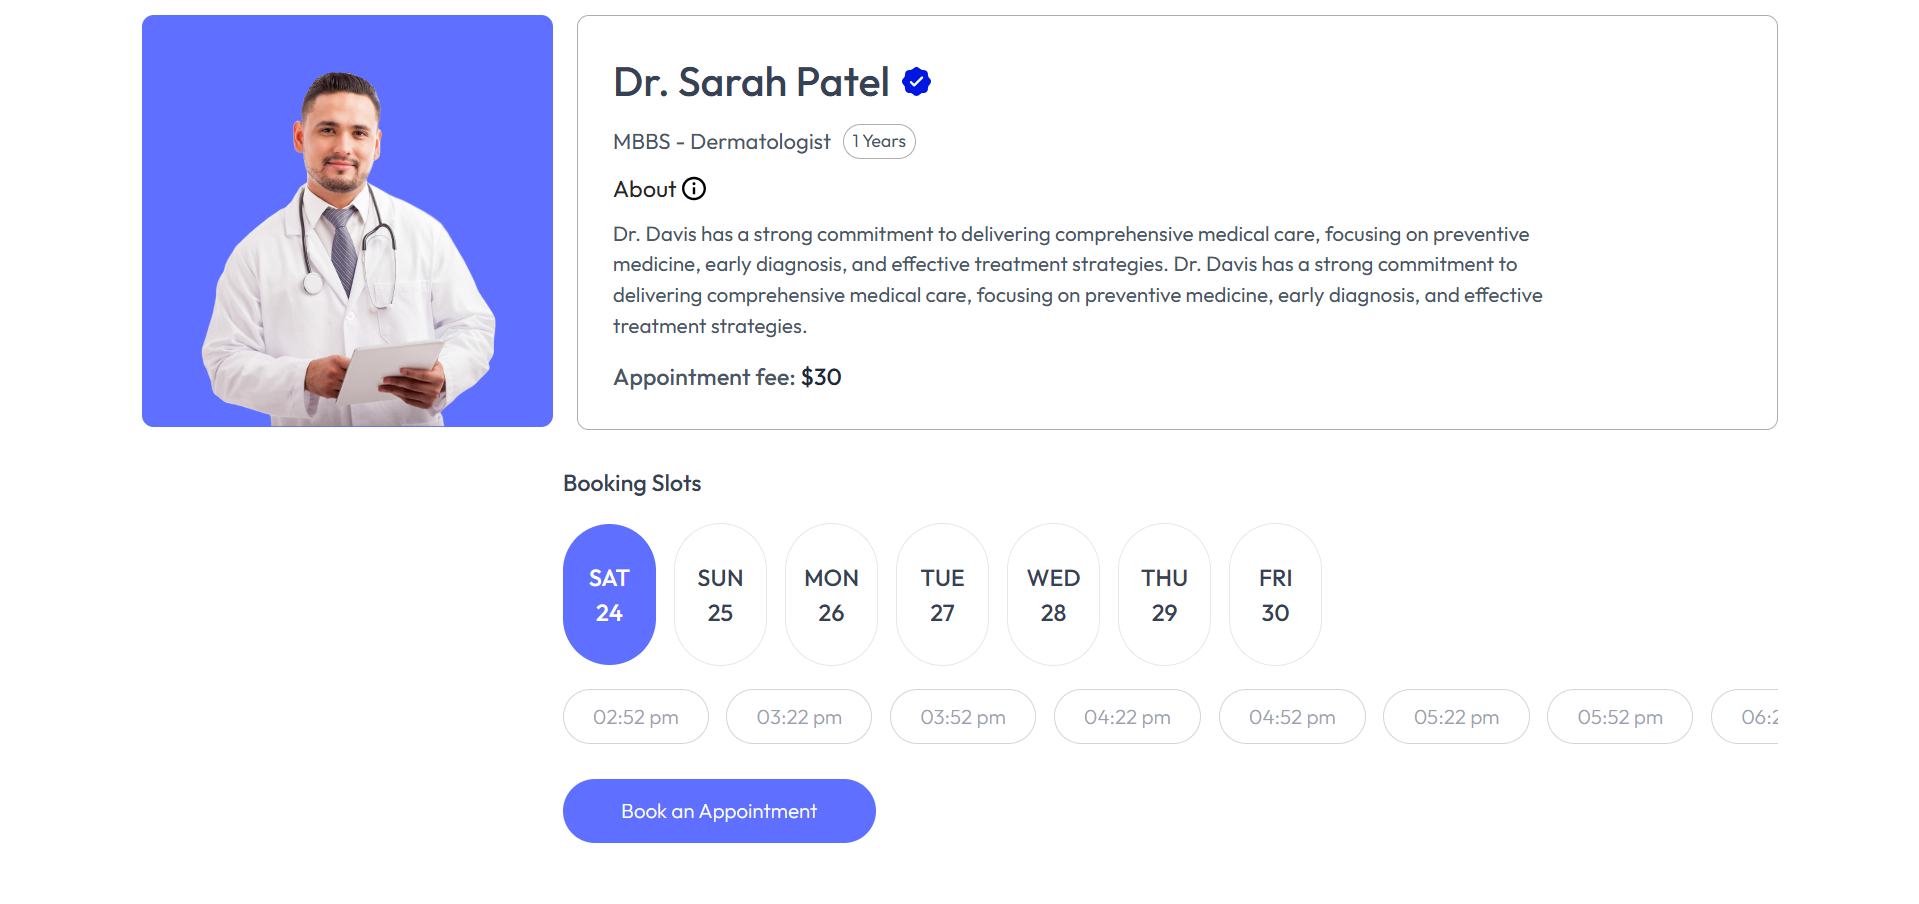 Dr. Sarah Patel
MBBS - Dermatologist 1 Years
About
Dr. Davis has a strong commitment to delivering comprehensive medical care, focusing on preventive
medicine, early diagnosis, and effective treatment strategies. Dr. Davis has a strong commitment to
delivering comprehensive medical care, focusing on preventive medicine, early diagnosis, and effective
treatment strategies.
Appointment fee: $30
Booking Slots
SAT SUN MON TUE WED THU FRI
24 25 26 27 28 29 30
02:52 pm 03:22 pm 03:52 pm 04:22 pm 04:52 pm 05:22 pm 05:52 pm
Book an Appointment